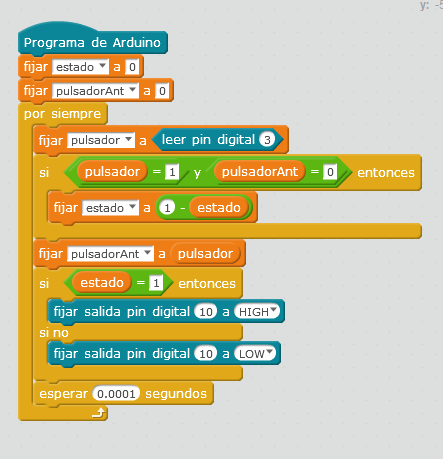 y: -5
Programa de Arduino
fijar estado a 0
fijar pulsadorAnt a 0
por siempre
fijar pulsador a leer pin digital 3
si pulsador = 1 y pulsadorAnt = 0 entonces
fijar estado a 1 - estado
fijar pulsadorAnt a pulsador
si estado = 1 entonces
fijar salida pin digital 10 a HIGH
si no
fijar salida pin digital 10 a LOW
esperar 0.0001 segundos